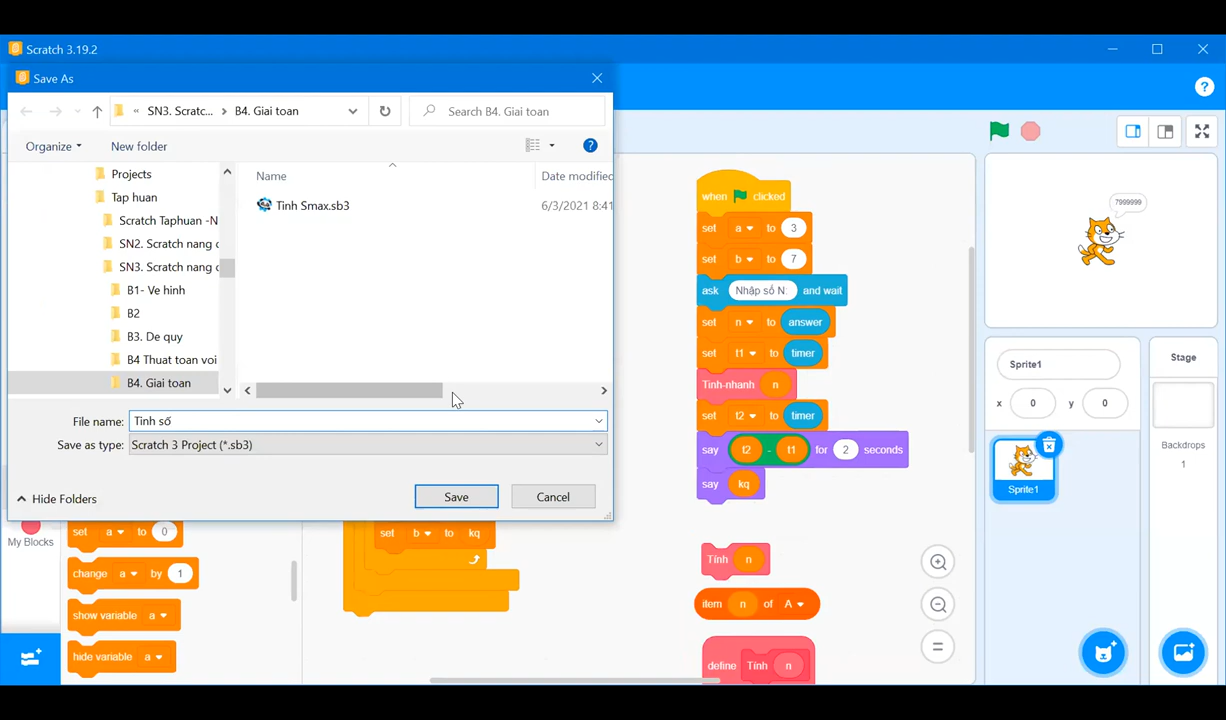 Scratch 3.19.2
Save As
« SN3. Scratc... › B4. Giai toan
Search B4. Giai toan
Organize
New folder
Projects
Tap huan
Scratch Taphuan -N
SN2. Scratch nang c
SN3. Scratch nang c
B1- Ve hinh
B2
B3. De quy
B4 Thuat toan voi
B4. Giai toan
Name
Date modified
Tinh Smax.sb3
6/3/2021 8:41
File name:
Tinh số
Save as type:
Scratch 3 Project (*.sb3)
Hide Folders
Save
Cancel
My Blocks
set a to 0
change a by 1
show variable a
hide variable a
set b to kq
when clicked
set a to 3
set b to 7
ask Nhập số N: and wait
set n to answer
set t1 to timer
Tinh-nhanh n
set t2 to timer
say t2 - t1 for 2 seconds
say kq
Tính n
item n of A
define Tính n
7999999
Sprite1
x 0 y 0
Sprite1
Stage
Backdrops
1